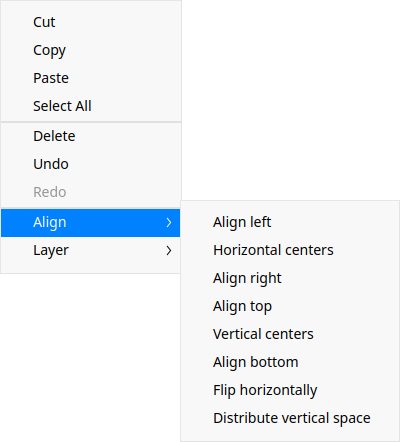 Cut
Copy
Paste
Select All
Delete
Undo
Redo
Align
Layer
Align left
Horizontal centers
Align right
Align top
Vertical centers
Align bottom
Flip horizontally
Distribute vertical space